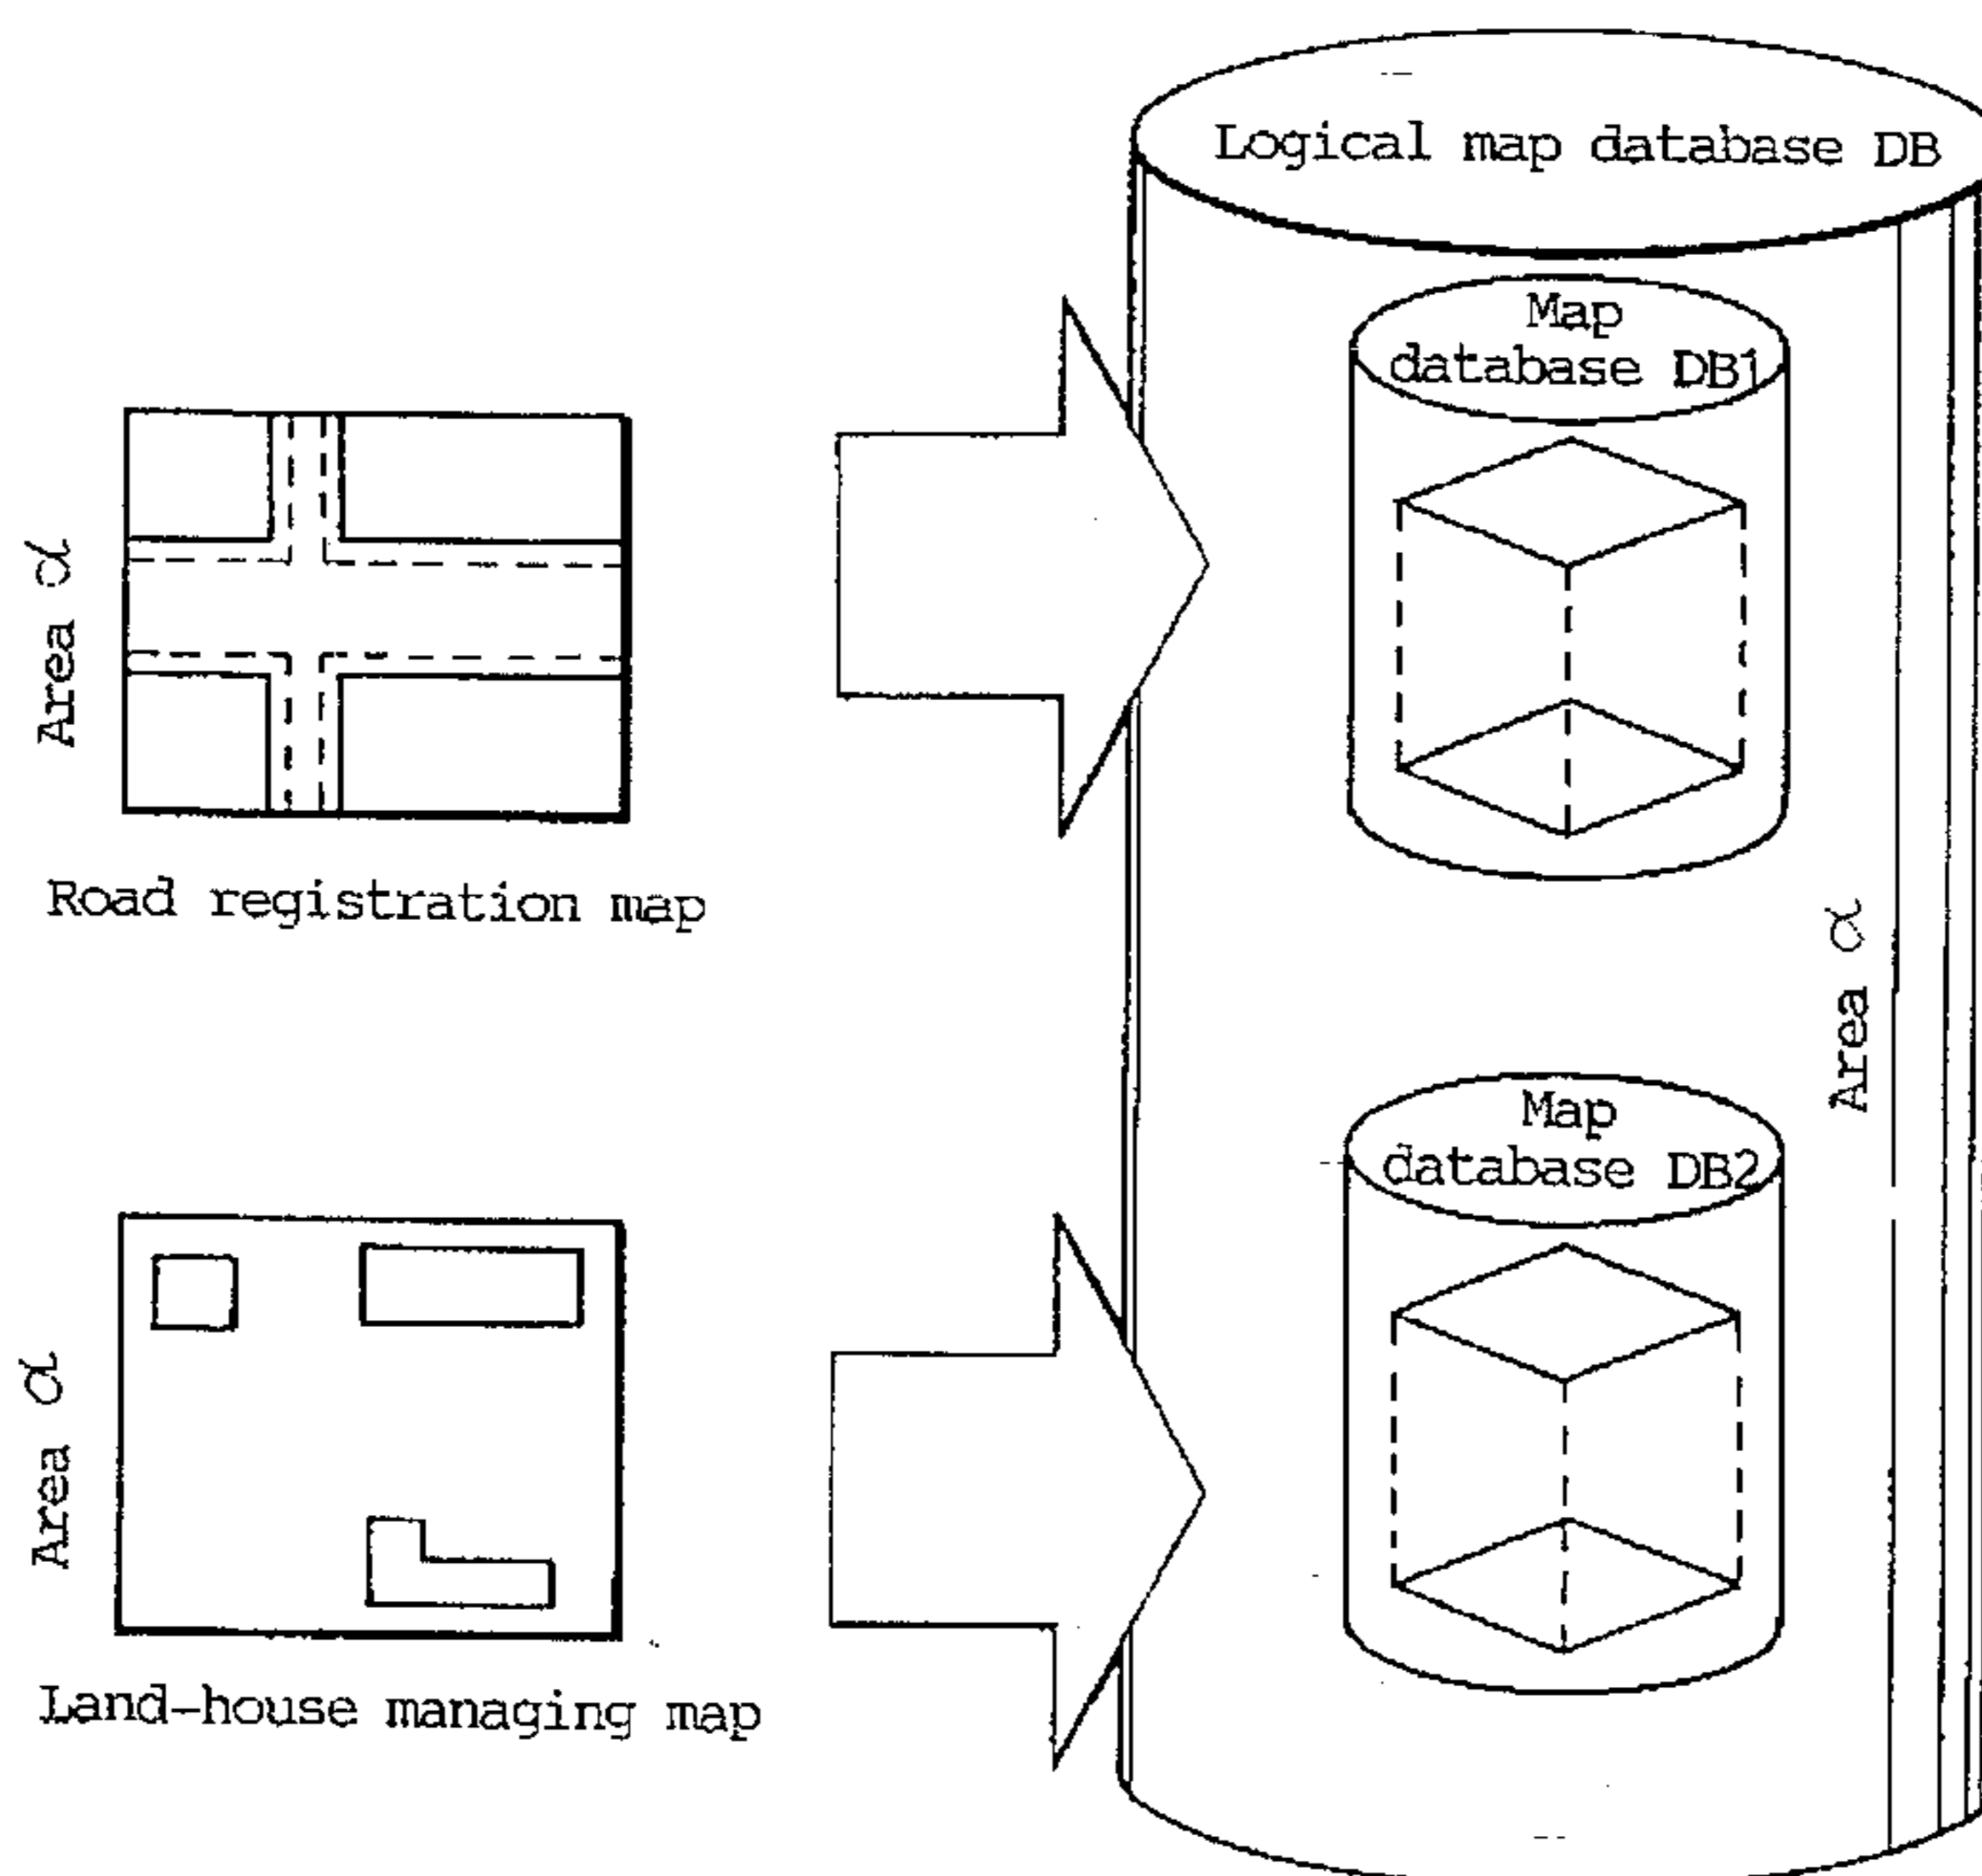 Logical map database DB
Map
database DB1
Area α
Road registration map
Area α
Map
database DB2
Area α
Land-house managing map